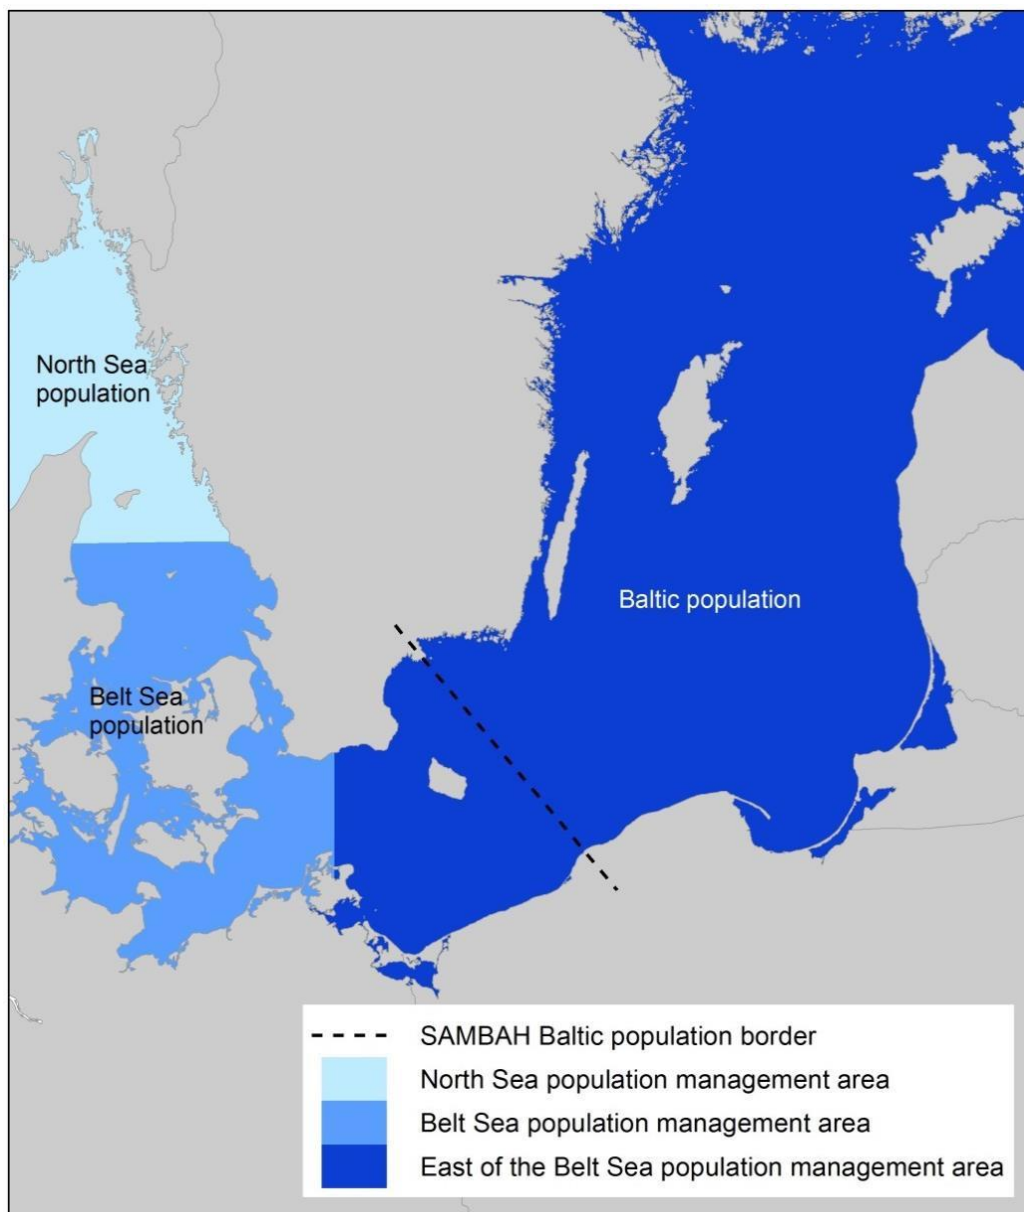 North Sea
population
Baltic population
Belt Sea
population
SAMBAH Baltic population border
North Sea population management area
Belt Sea population management area
East of the Belt Sea population management area